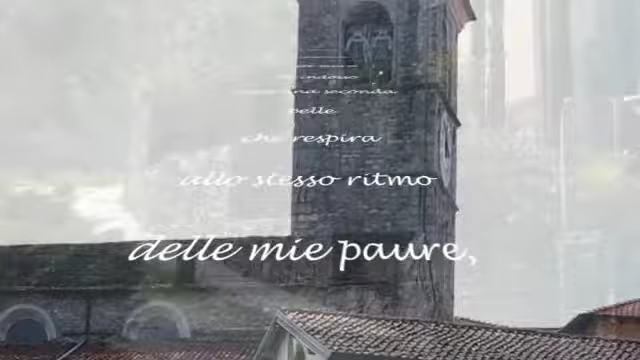 indosso
una seconda
pelle
che respira
allo stesso ritmo
delle mie paure,